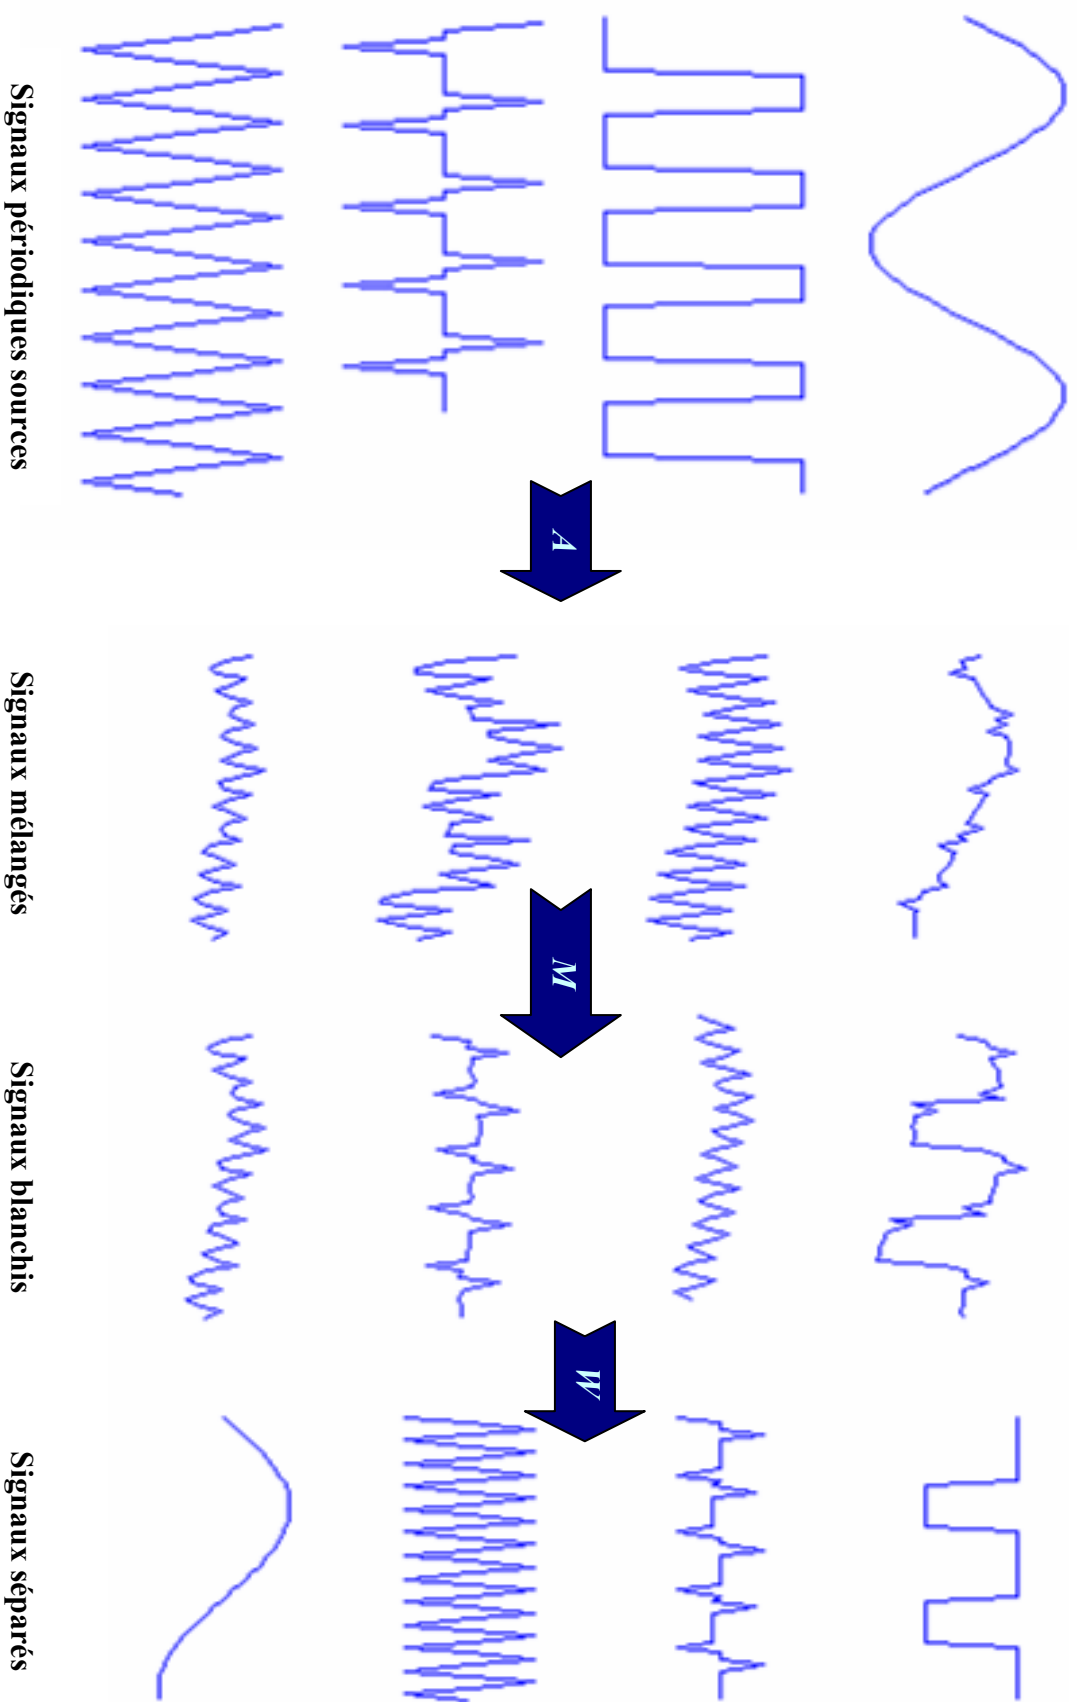 Signaux périodiques sources
A
Signaux mélangés
M
Signaux blanchis
W
Signaux séparés